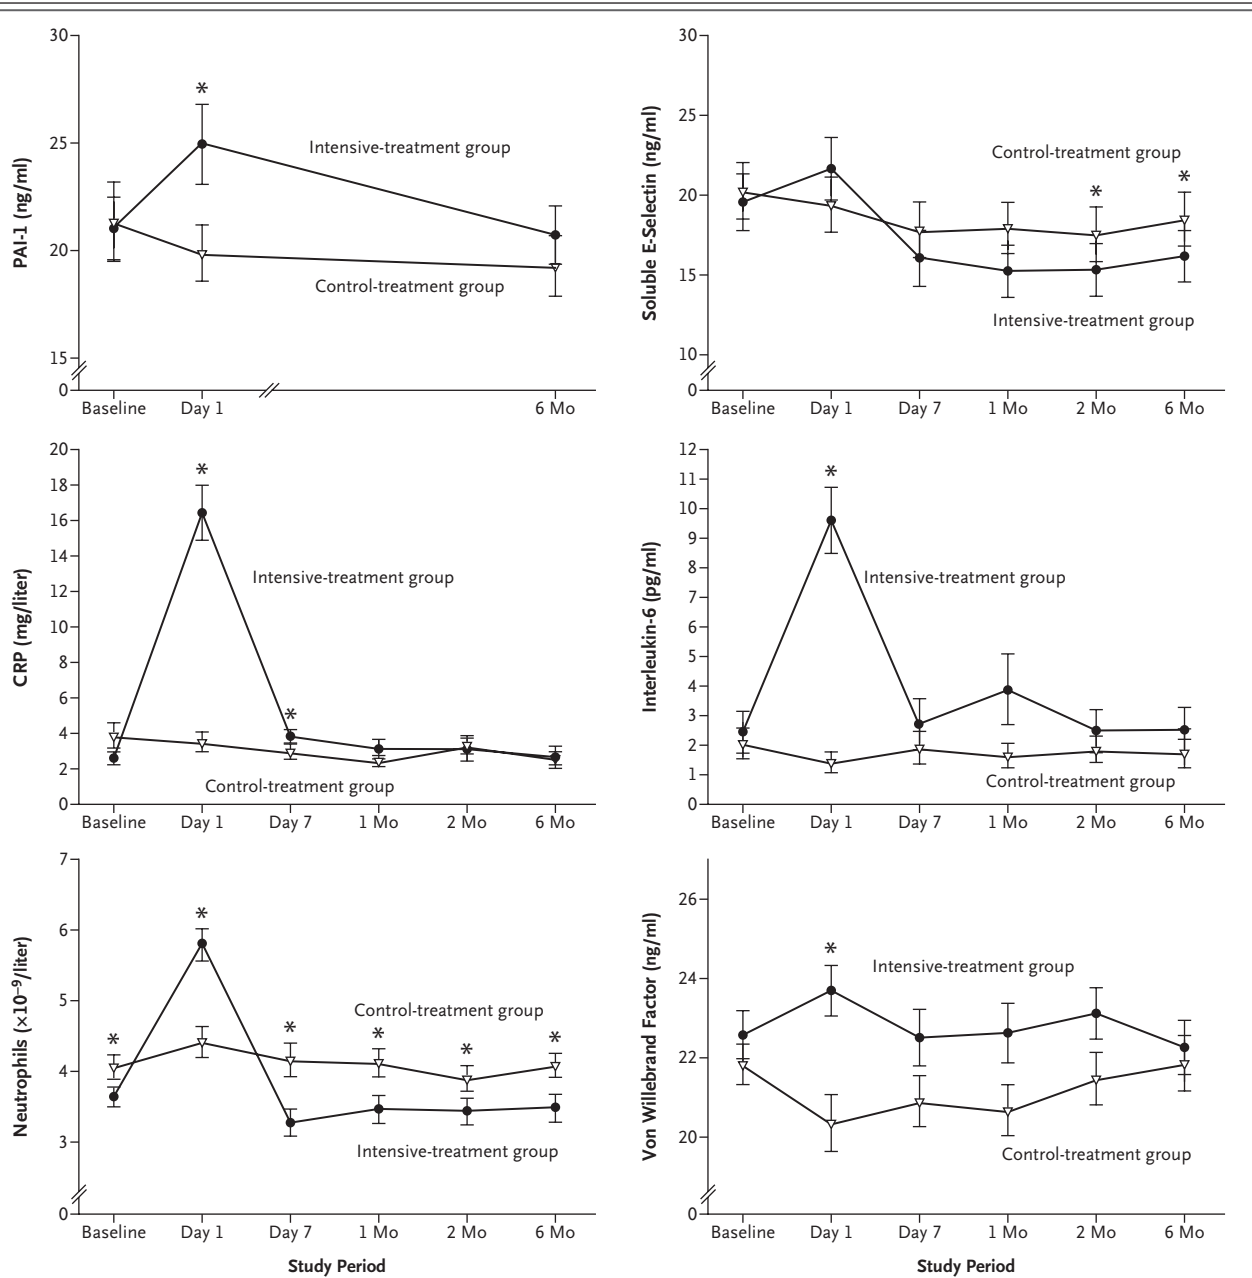 30
25
20
15
0
PAI-1 (ng/ml)
*
Intensive-treatment group
Control-treatment group
Baseline Day 1 6 Mo
30
25
20
15
10
0
Soluble E-Selectin (ng/ml)
Control-treatment group
* *
Intensive-treatment group
Baseline Day 1 Day 7 1 Mo 2 Mo 6 Mo
20
18
16
14
12
10
8
6
4
2
0
CRP (mg/liter)
*
Intensive-treatment group
*
Control-treatment group
Baseline Day 1 Day 7 1 Mo 2 Mo 6 Mo
12
11
10
9
8
7
6
5
4
3
2
1
0
Interleukin-6 (pg/ml)
*
Intensive-treatment group
Control-treatment group
Baseline Day 1 Day 7 1 Mo 2 Mo 6 Mo
7
6
5
4
3
0
Neutrophils (×10⁻⁹/liter)
*
Control-treatment group
* * * * *
Intensive-treatment group
Baseline Day 1 Day 7 1 Mo 2 Mo 6 Mo
Study Period
26
24
22
20
0
Von Willebrand Factor (ng/ml)
*
Intensive-treatment group
Control-treatment group
Baseline Day 1 Day 7 1 Mo 2 Mo 6 Mo
Study Period